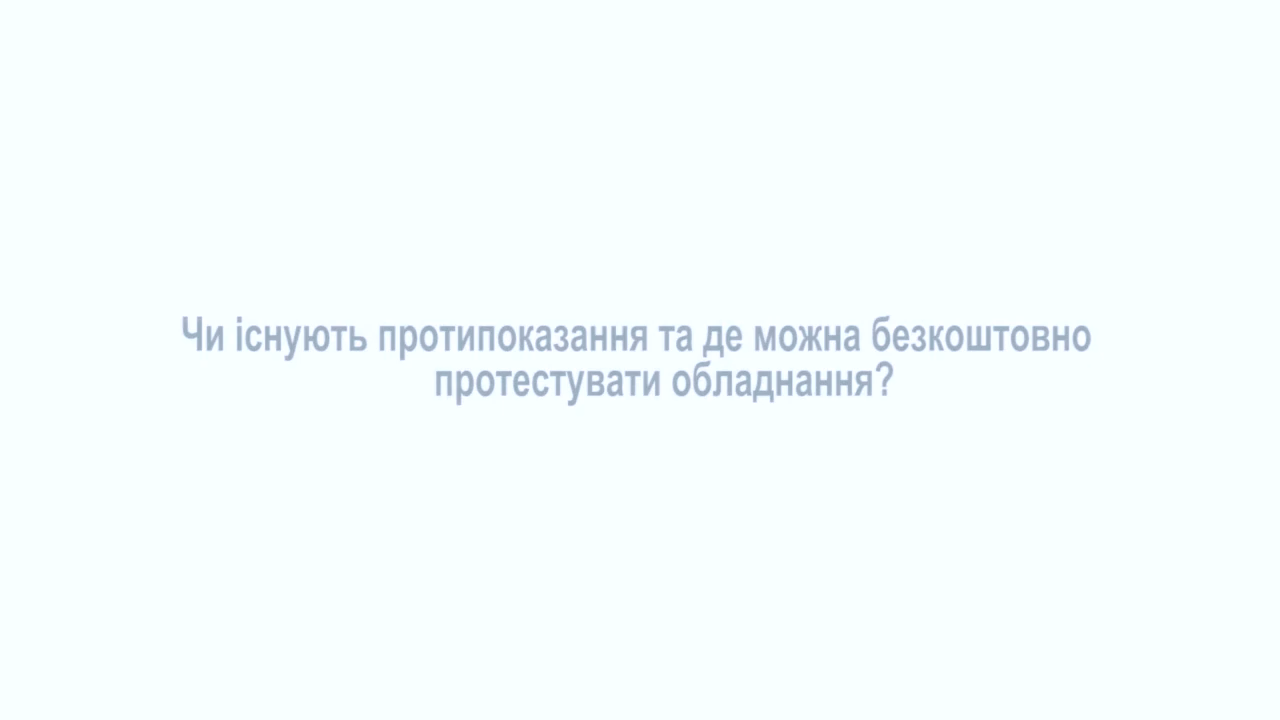 Чи існують протипоказання та де можна безкоштовно
протестувати обладнання?